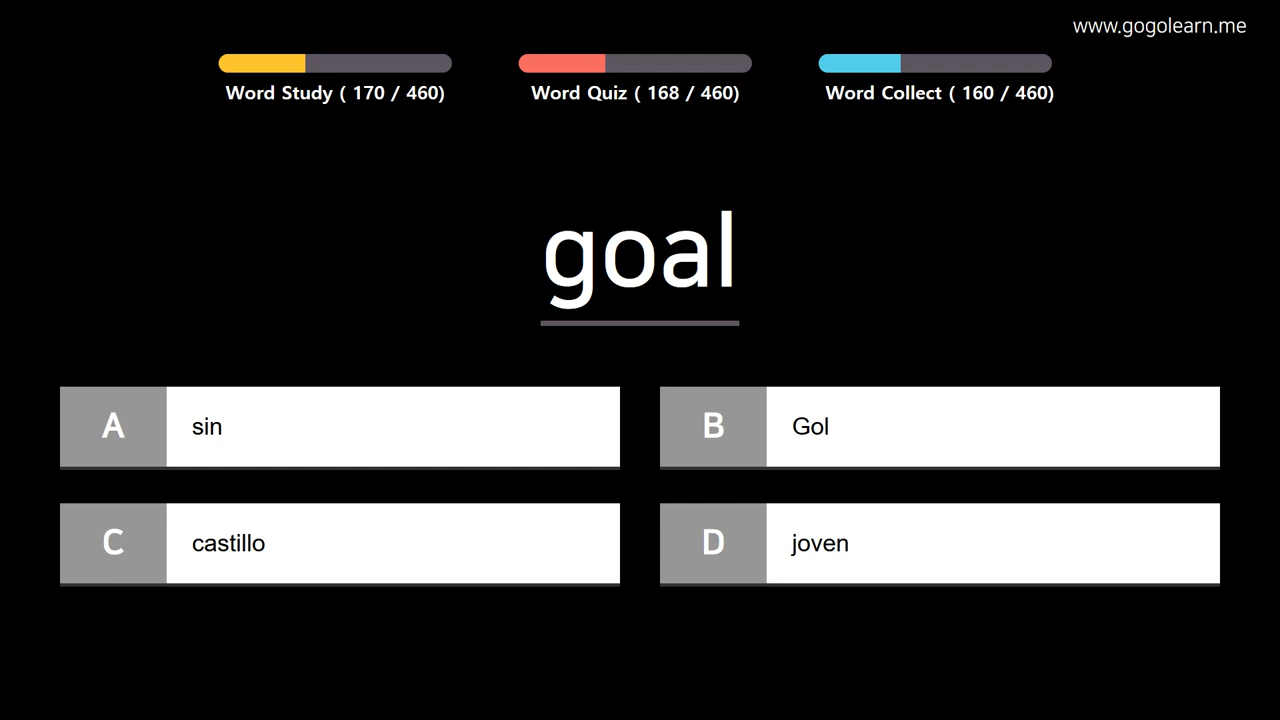 www.gogolearn.me
Word Study ( 170 / 460)
Word Quiz ( 168 / 460)
Word Collect ( 160 / 460)
goal
A sin
B Gol
C castillo
D joven